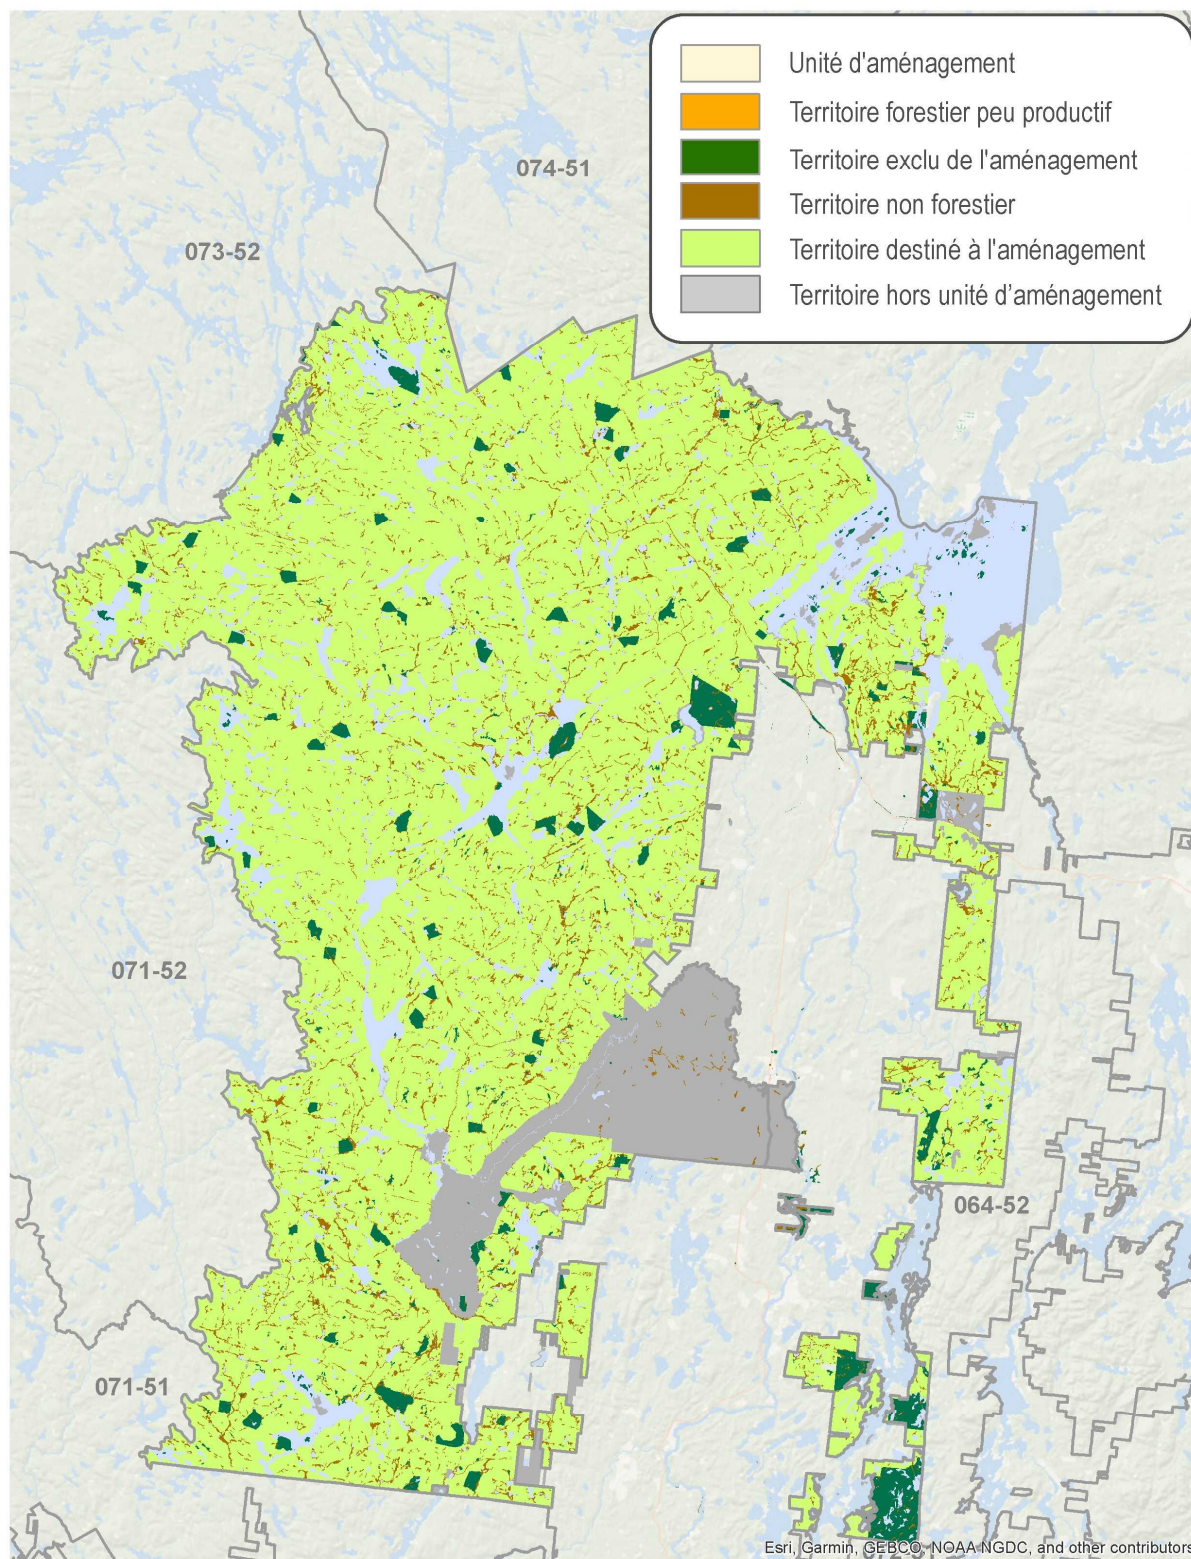 Unité d'aménagement
Territoire forestier peu productif
Territoire exclu de l'aménagement
Territoire non forestier
Territoire destiné à l'aménagement
Territoire hors unité d’aménagement
074-51
073-52
071-52
064-52
071-51
Esri, Garmin, GEBCO, NOAA NGDC, and other contributors